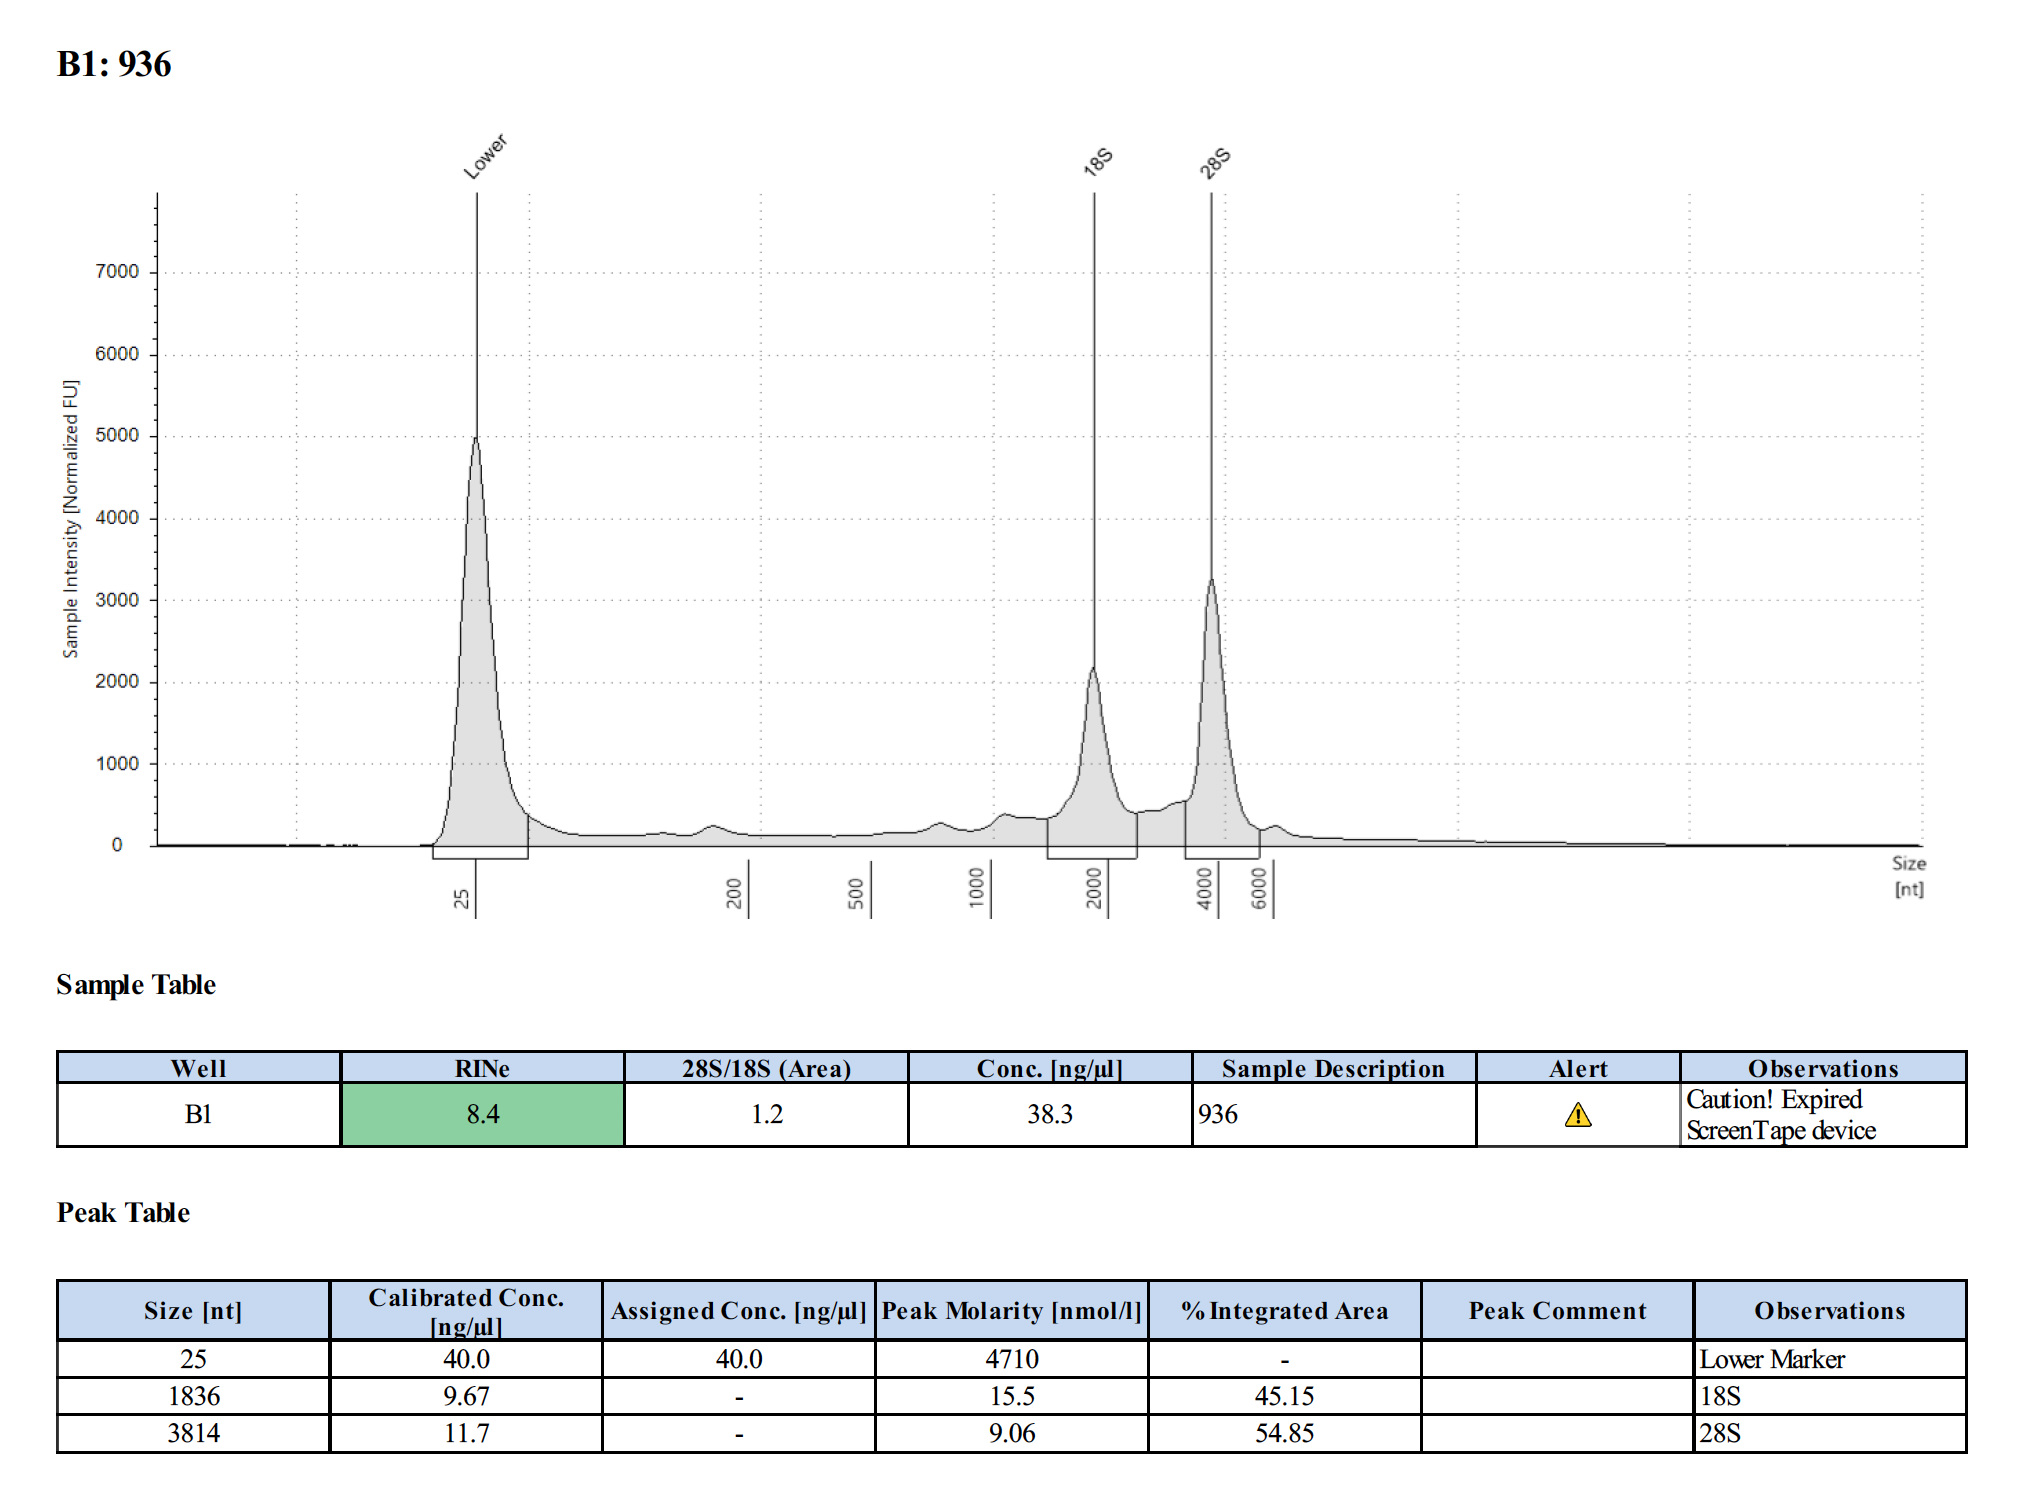 B1: 936
Lower
18S
28S
Sample Intensity [Normalized FU]
7000
6000
5000
4000
3000
2000
1000
0
25
200
500
1000
2000
4000
6000
Size
[nt]
Sample Table
Well RINe 28S/18S (Area) Conc. [ng/µl] Sample Description Alert Observations
B1 8.4 1.2 38.3 936 Caution! Expired
ScreenTape device
Peak Table
Size [nt] Calibrated Conc. [ng/µl] Assigned Conc. [ng/µl] Peak Molarity [nmol/l] % Integrated Area Peak Comment Observations
25 40.0 40.0 4710 - Lower Marker
1836 9.67 - 15.5 45.15 18S
3814 11.7 - 9.06 54.85 28S